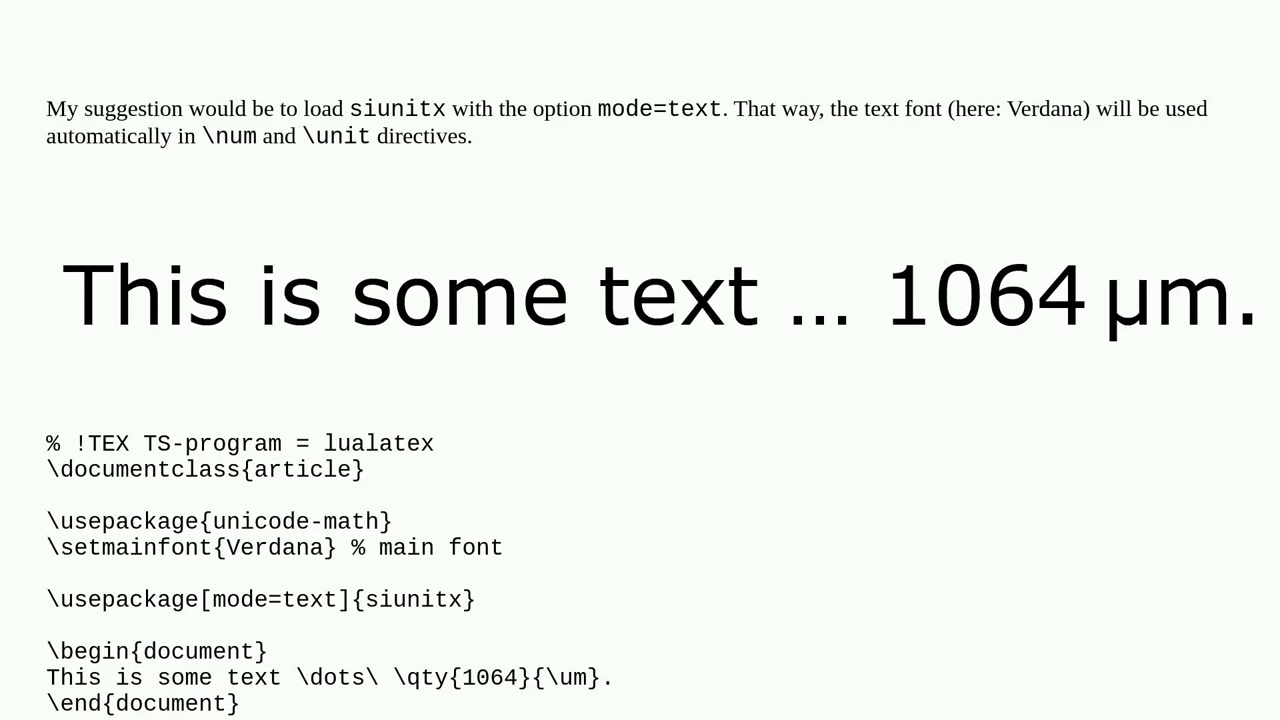 My suggestion would be to load siunitx with the option mode=text. That way, the text font (here: Verdana) will be used
automatically in \num and \unit directives.
This is some text ... 1064 µm.
% !TEX TS-program = lualatex
\documentclass{article}
\usepackage{unicode-math}
\setmainfont{Verdana} % main font
\usepackage[mode=text]{siunitx}
\begin{document}
This is some text \dots\ \qty{1064}{\um}.
\end{document}